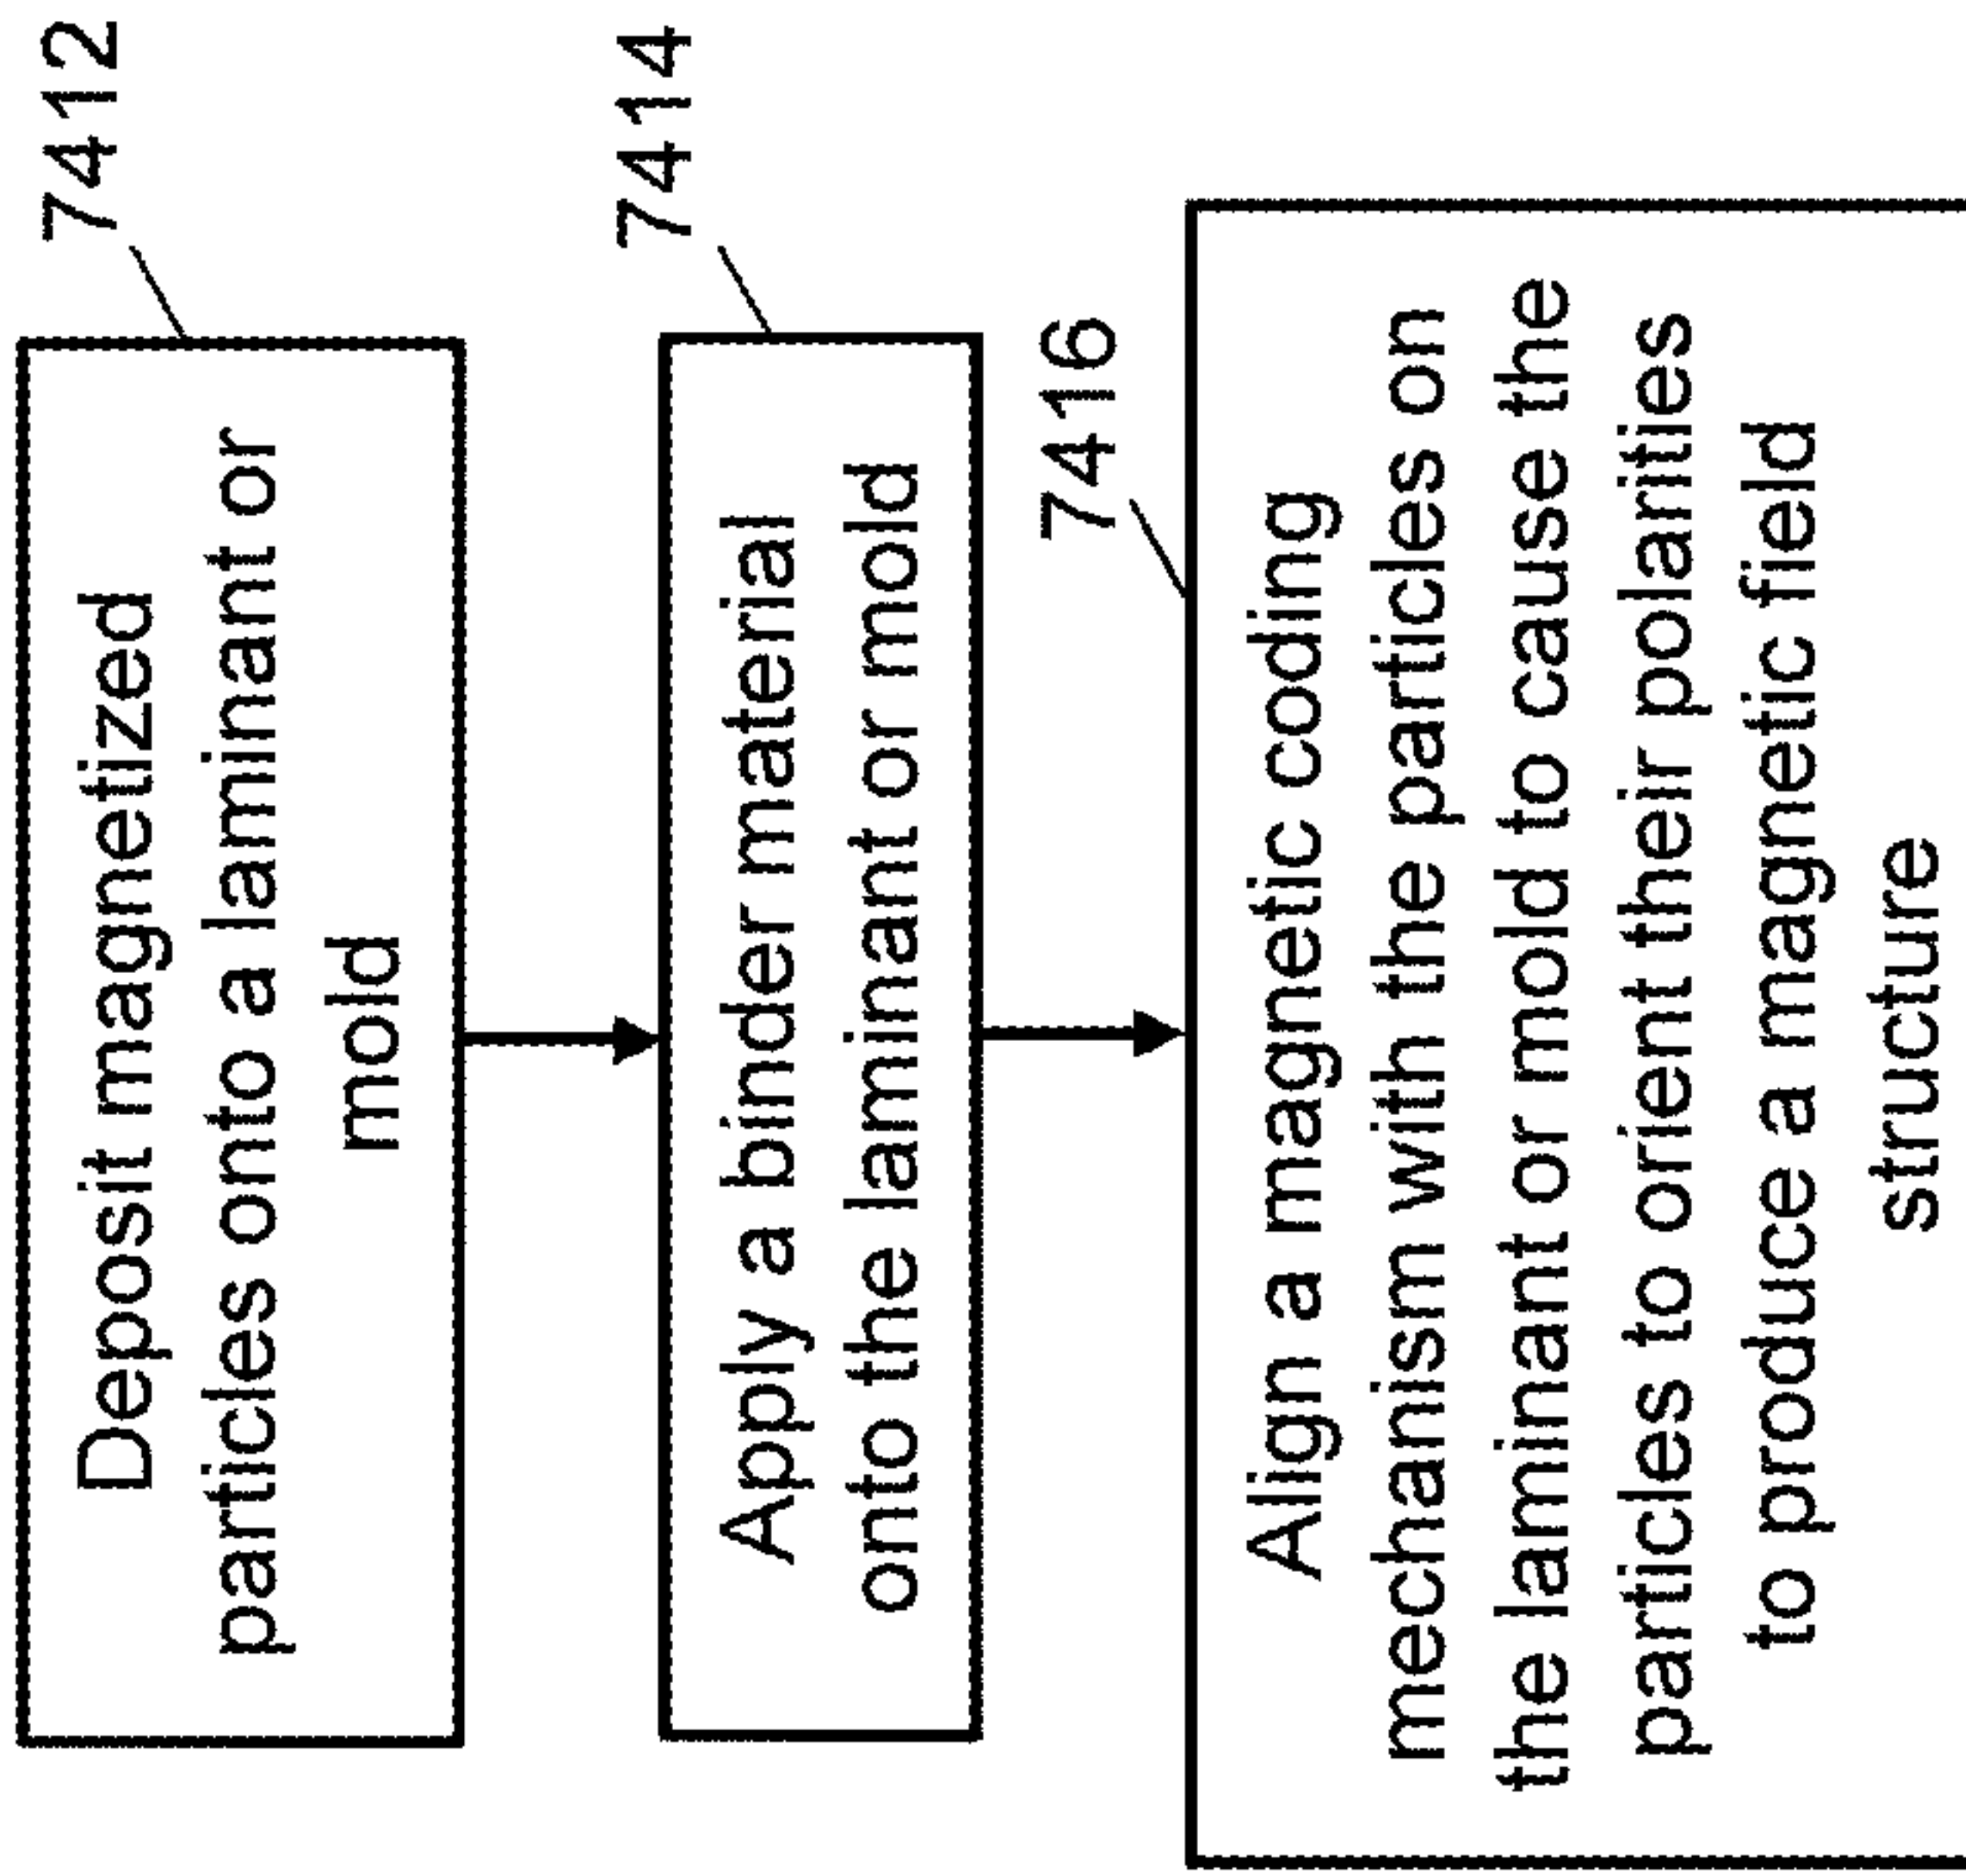 7412
Deposit magnetized
particles onto a laminant or
mold
7414
Apply a binder material
onto the laminant or mold
7416
Align a magnetic coding
mechanism with the particles on
the laminant or mold to cause the
particles to orient their polarities
to produce a magnetic field
structure